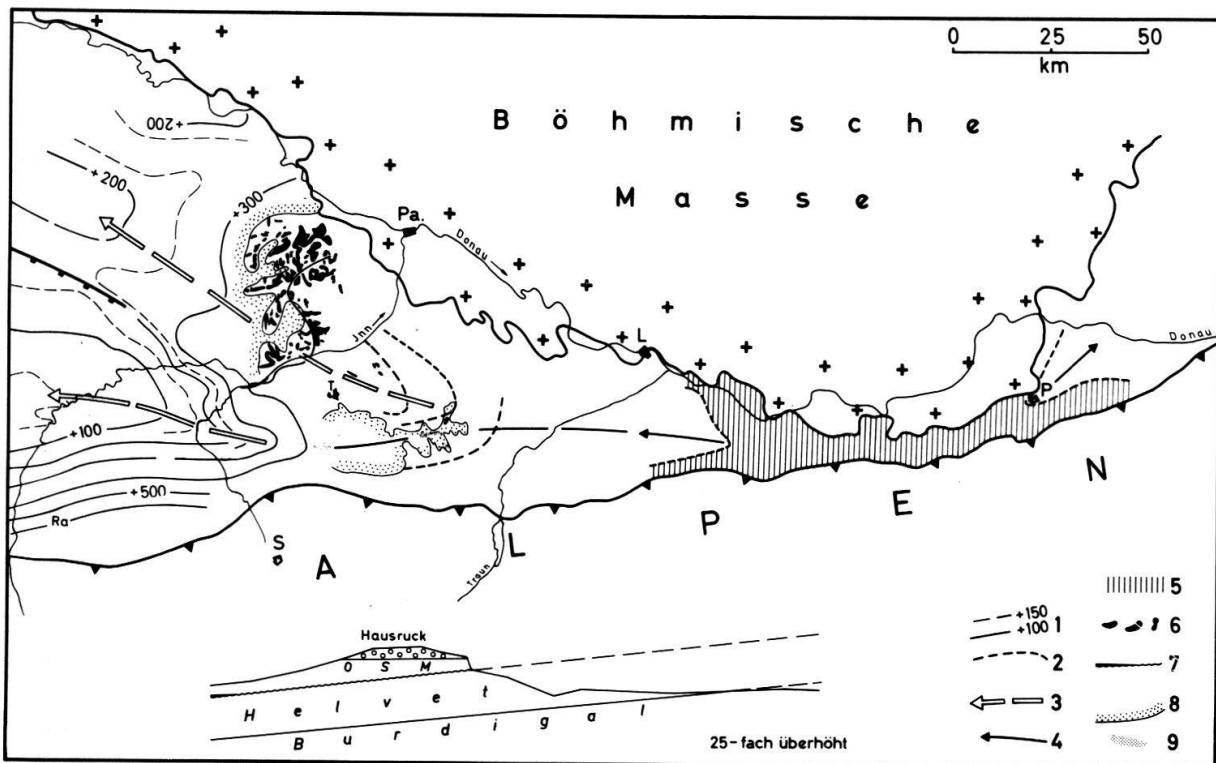 0 25 50
km
B ö h m i s c h e
M a s s e
+200
+200
+300
Pa.
Donau
L
Donau
Jnn
P
+100
+500
Ra
S
A L P E N
Traun
Hausruck
O S M
H e l v e t
B u r d i g a l
25-fach überhöht
+150
+100 1
2
3
4
5
6
7
8
9